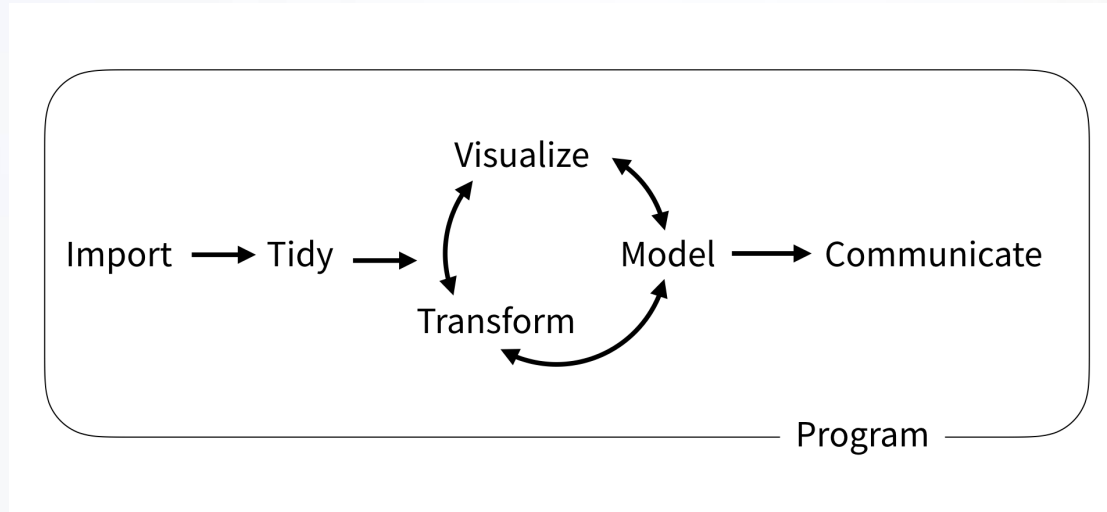 Visualize
Import
Tidy
Model
Communicate
Transform
Program